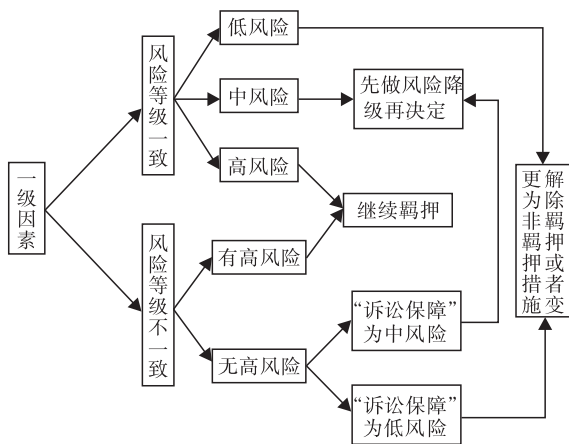 一级因素
风险等级一致
低风险
中风险
高风险
先做风险降
级再决定
继续羁押
风险等级不一致
有高风险
无高风险
“诉讼保障”
为中风险
“诉讼保障”
为低风险
解除羁押或者变
更为非羁押措施